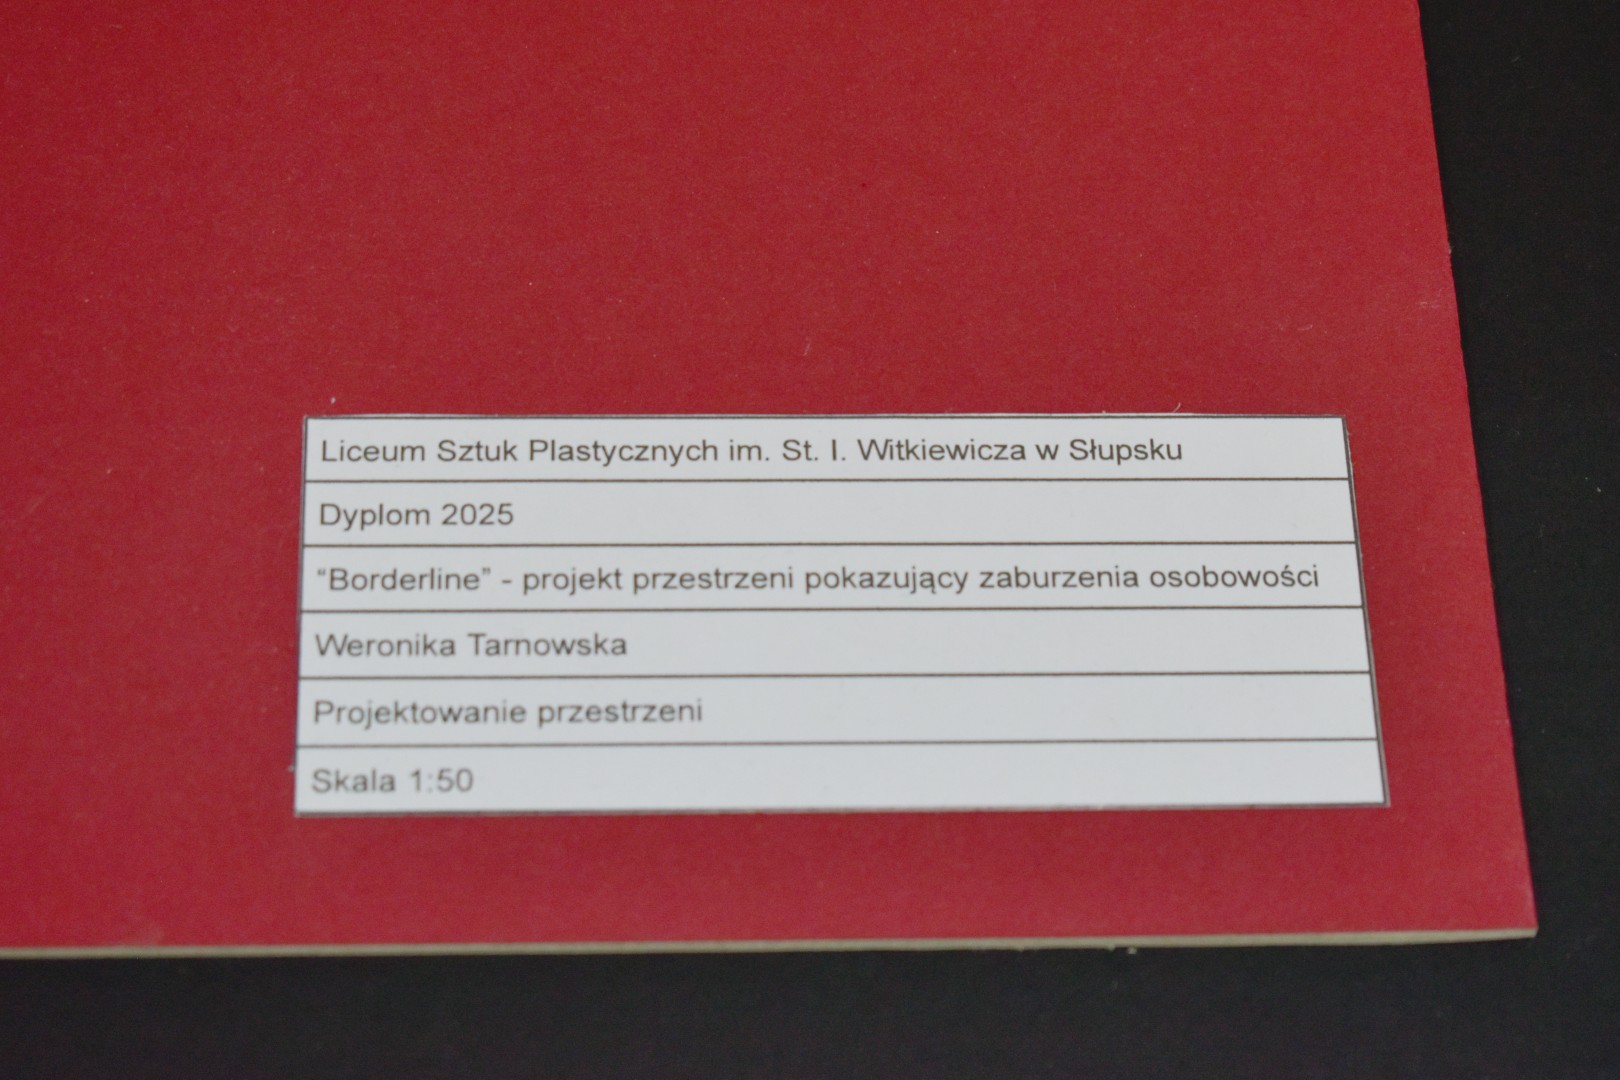 Liceum Sztuk Plastycznych im. St. I. Witkiewicza w Słupsku
Dyplom 2025
“Borderline” - projekt przestrzeni pokazujący zaburzenia osobowości
Weronika Tarnowska
Projektowanie przestrzeni
Skala 1:50